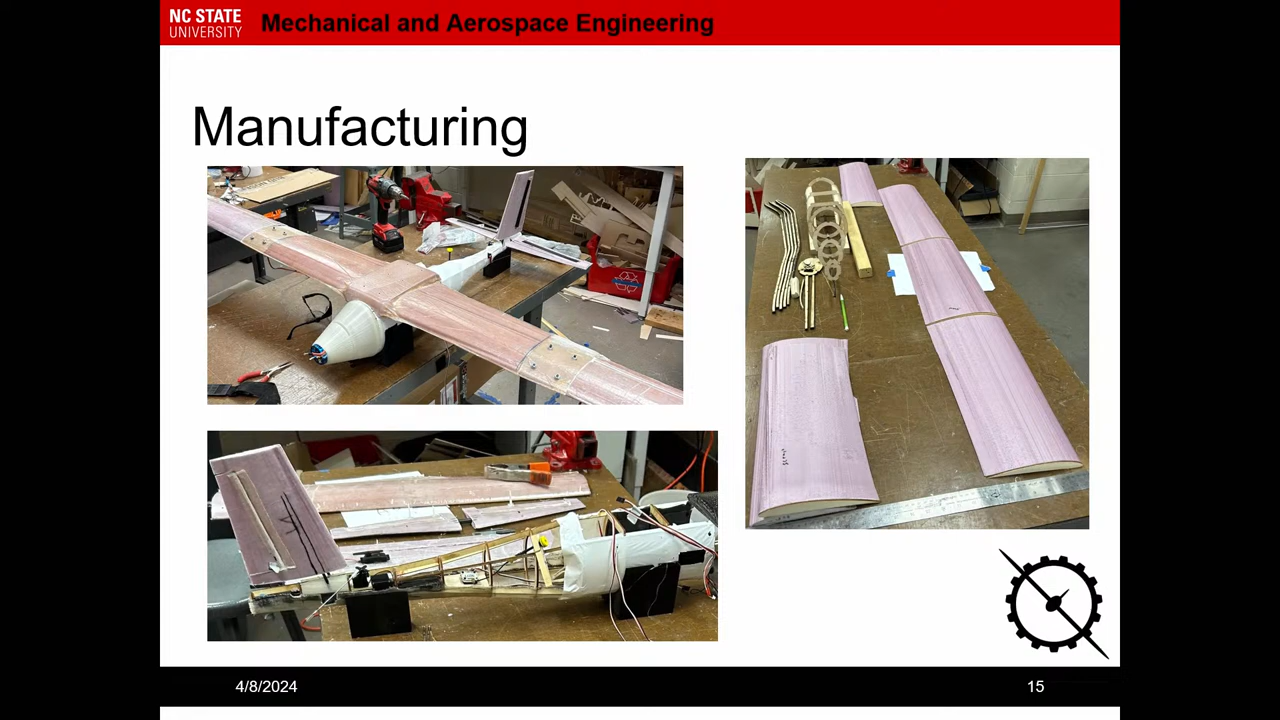 NC STATE
UNIVERSITY
Mechanical and Aerospace Engineering
Manufacturing
4/8/2024
15